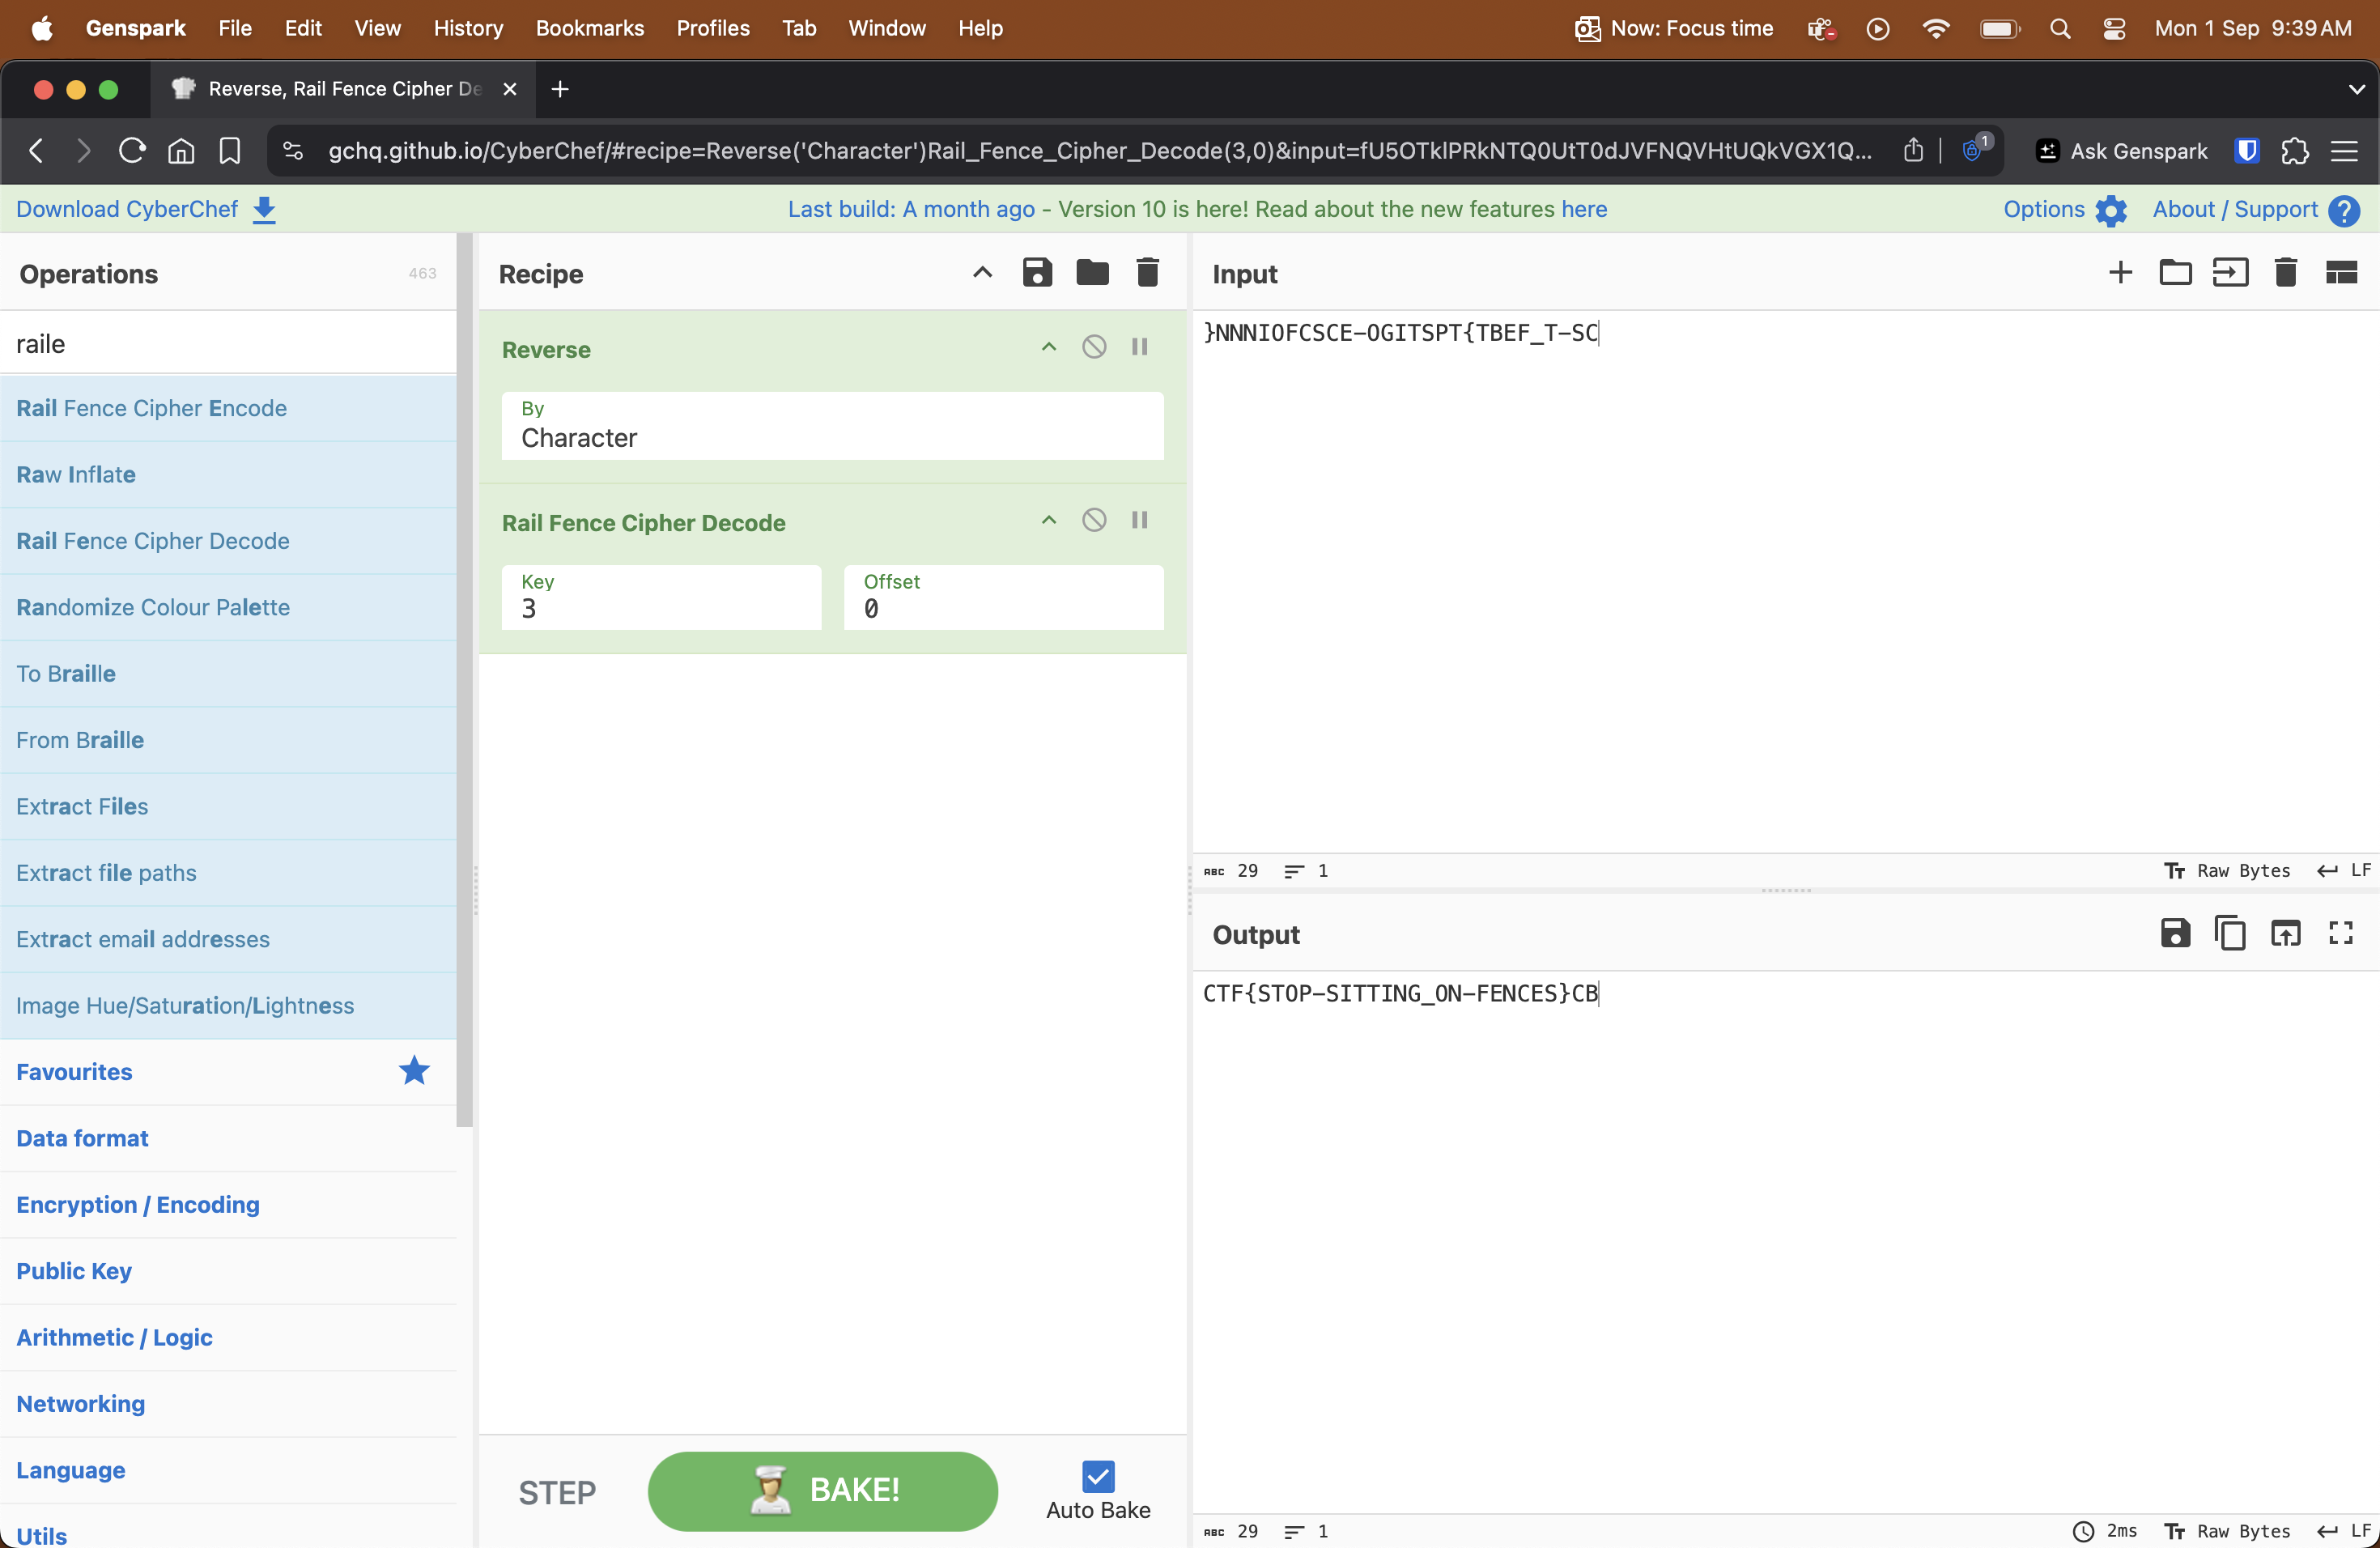 Genspark File Edit View History Bookmarks Profiles Tab Window Help Now: Focus time Mon 1 Sep 9:39 AM
Reverse, Rail Fence Cipher De
gchq.github.io/CyberChef/#recipe=Reverse('Character')Rail_Fence_Cipher_Decode(3,0)&input=fU5OTklPRkNTQ0UtT0dJVFNQVHtUQkVGX1Q... 1 Ask Genspark
Download CyberChef Last build: A month ago - Version 10 is here! Read about the new features here Options About / Support
Operations 463
raile
Rail Fence Cipher Encode
Raw Inflate
Rail Fence Cipher Decode
Randomize Colour Palette
To Braille
From Braille
Extract Files
Extract file paths
Extract email addresses
Image Hue/Saturation/Lightness
Favourites
Data format
Encryption / Encoding
Public Key
Arithmetic / Logic
Networking
Language
Utils
Recipe
Reverse
By
Character
Rail Fence Cipher Decode
Key Offset
3 0
STEP BAKE! Auto Bake
Input
}NNNIOFCSCE-OGITSPT{TBEF_T-SC
ABC 29 1 Raw Bytes LF
Output
CTF{STOP-SITTING_ON-FENCES}CB
ABC 29 1 2ms Raw Bytes LF